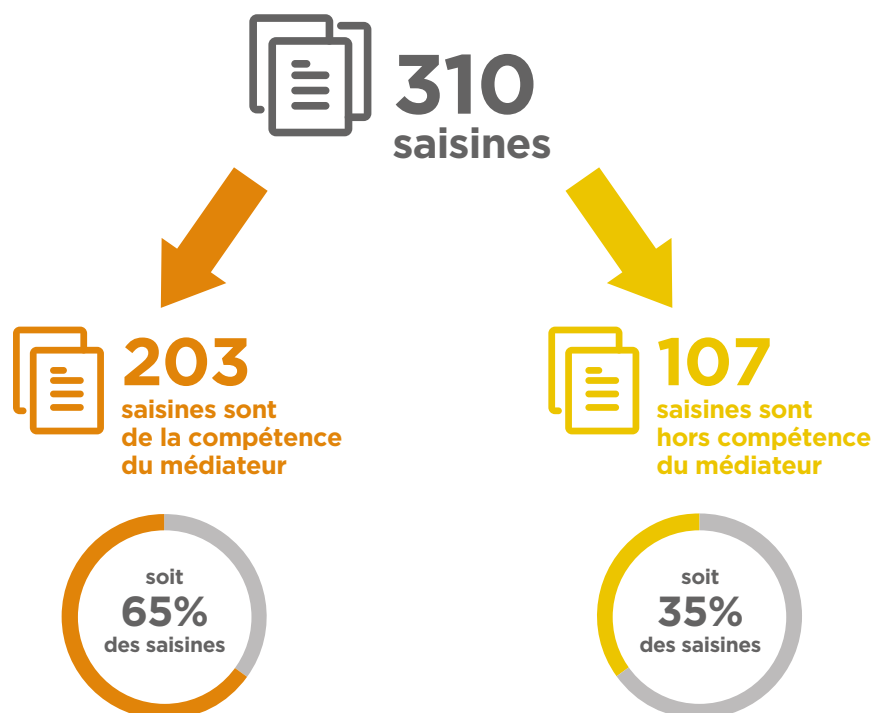 310
saisines
203
saisines sont
de la compétence
du médiateur
107
saisines sont
hors compétence
du médiateur
soit
65%
des saisines
soit
35%
des saisines